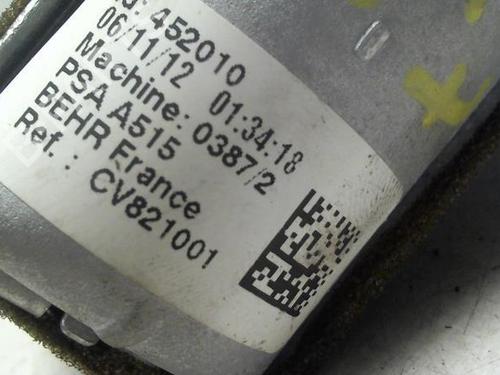 452010
06/11/12 01:34:18
Machine: 0387/2
PSA A515
BEHR France
Ref. : CV821001